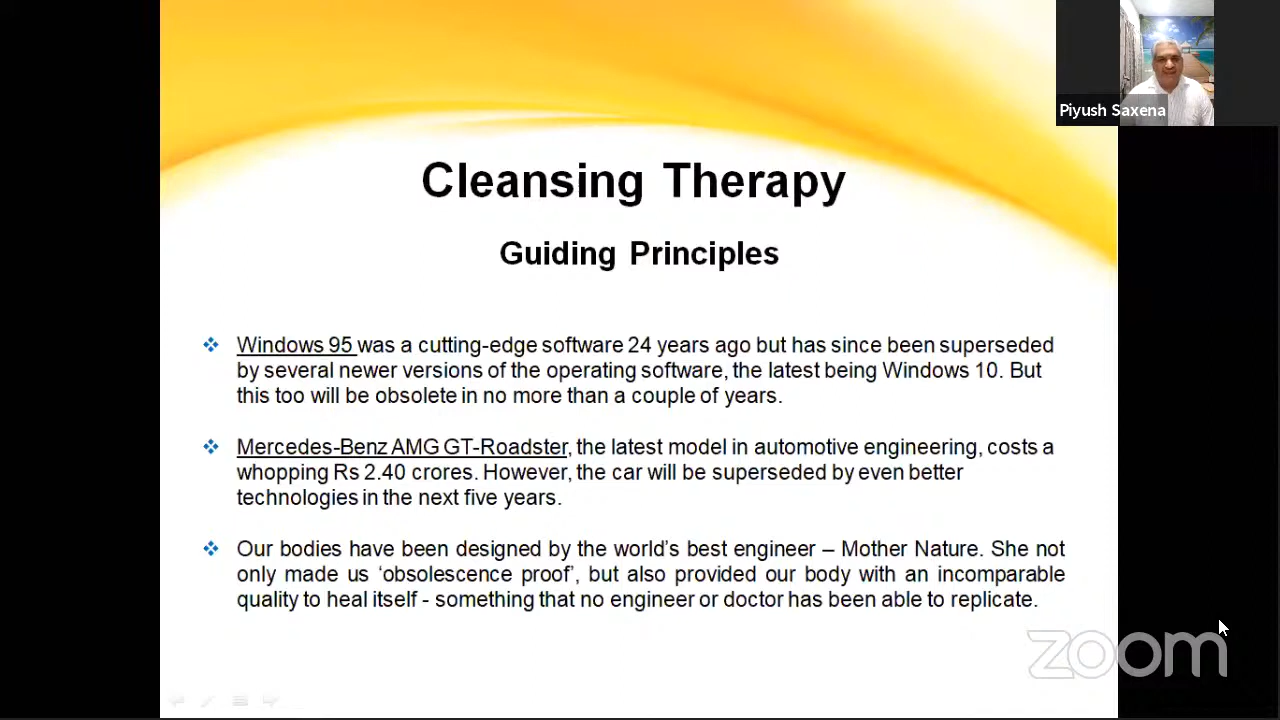 Piyush Saxena
Cleansing Therapy
Guiding Principles
Windows 95 was a cutting-edge software 24 years ago but has since been superseded
by several newer versions of the operating software, the latest being Windows 10. But
this too will be obsolete in no more than a couple of years.
Mercedes-Benz AMG GT-Roadster, the latest model in automotive engineering, costs a
whopping Rs 2.40 crores. However, the car will be superseded by even better
technologies in the next five years.
Our bodies have been designed by the world's best engineer – Mother Nature. She not
only made us 'obsolescence proof', but also provided our body with an incomparable
quality to heal itself - something that no engineer or doctor has been able to replicate.
zoom